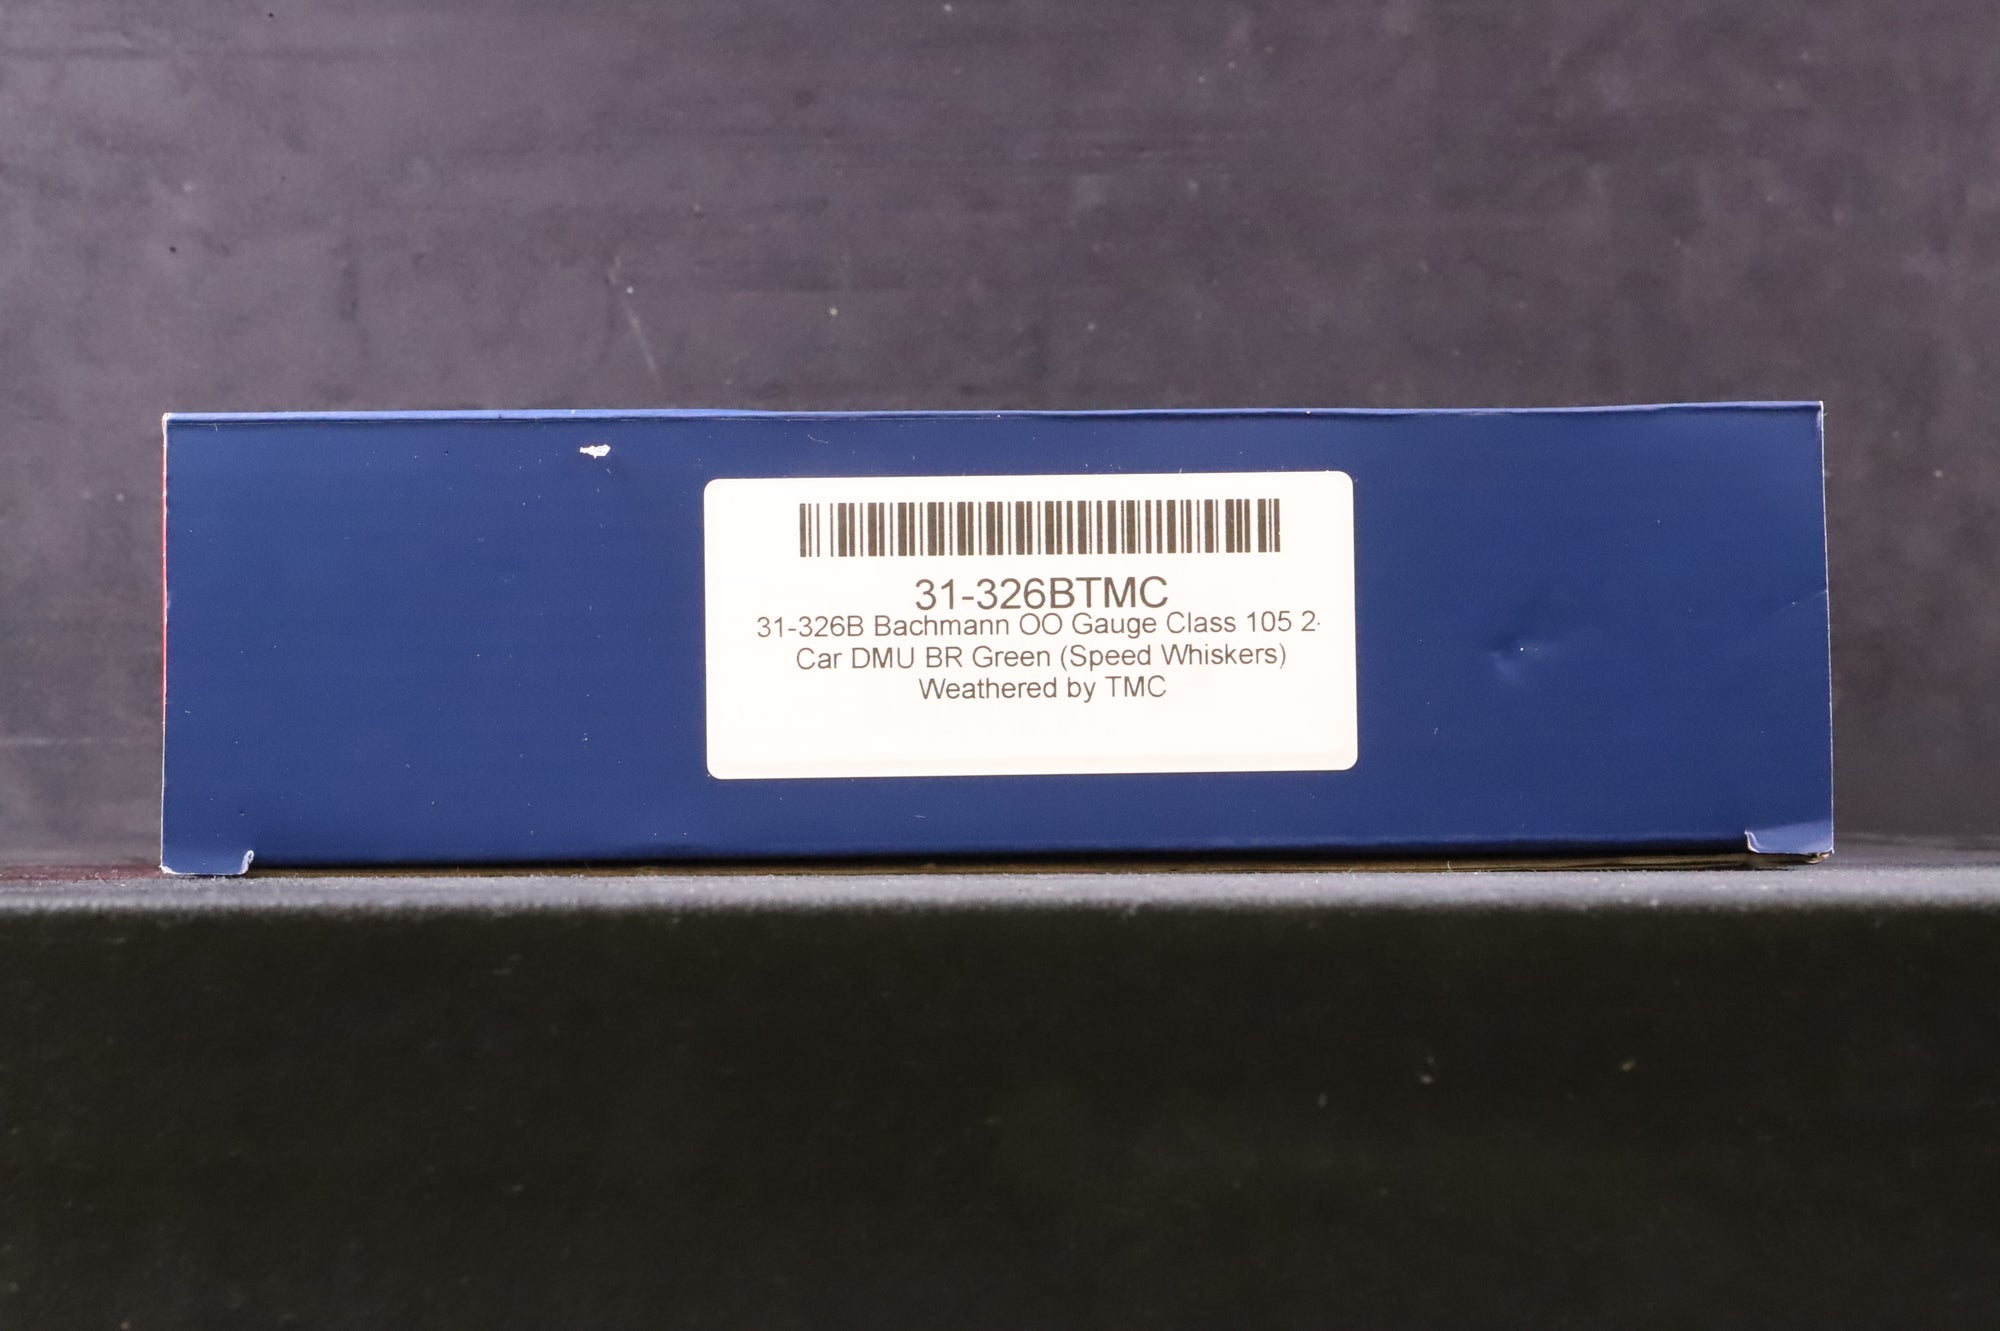 31-326BTMC
31-326B Bachmann OO Gauge Class 105 2-
Car DMU BR Green (Speed Whiskers)
Weathered by TMC